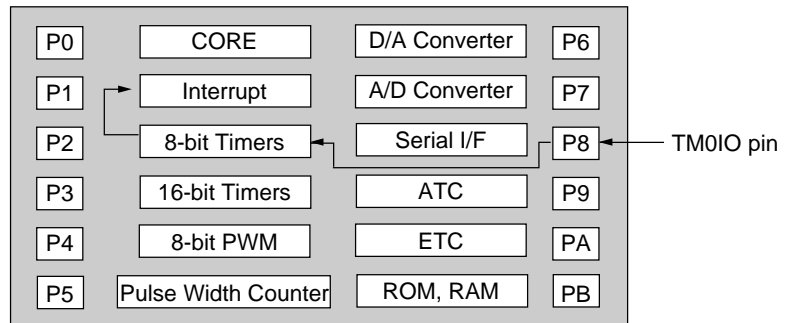 P0 CORE D/A Converter P6
P1 Interrupt A/D Converter P7
P2 8-bit Timers Serial I/F P8 TM0IO pin
P3 16-bit Timers ATC P9
P4 8-bit PWM ETC PA
P5 Pulse Width Counter ROM, RAM PB